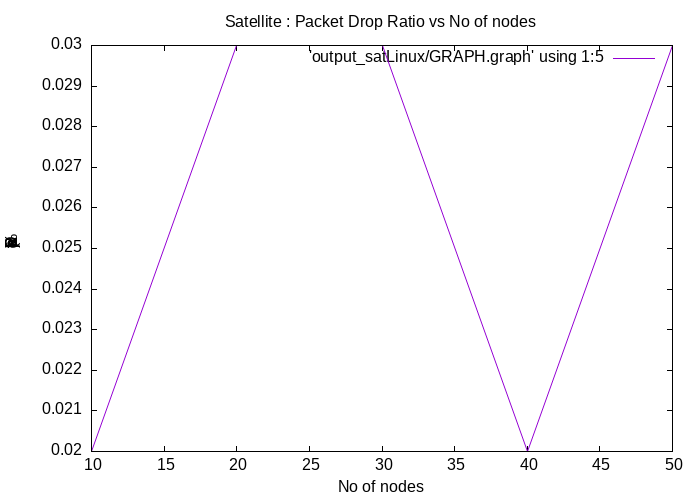 Satellite : Packet Drop Ratio vs No of nodes
'output_satLinux/GRAPH.graph' using 1:5
0.03
0.029
0.028
0.027
0.026
0.025
0.024
0.023
0.022
0.021
0.02
10 15 20 25 30 35 40 45 50
No of nodes